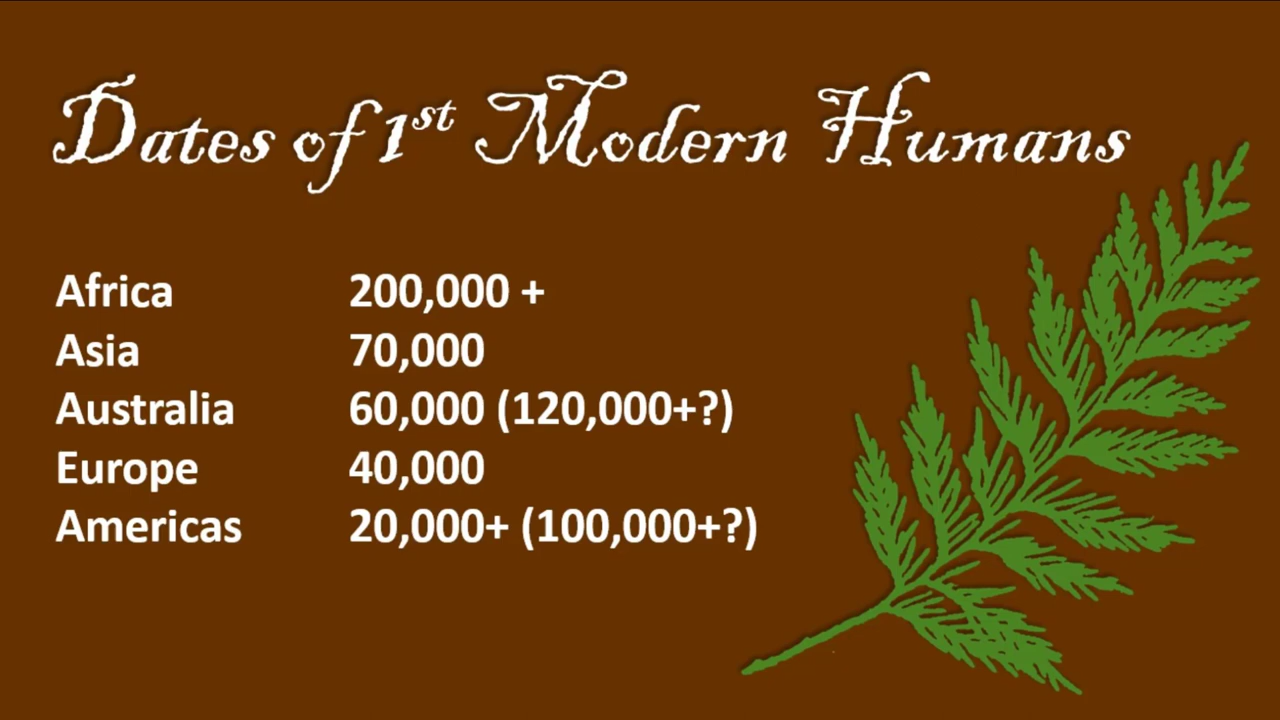 Dates of 1st Modern Humans
Africa 200,000 +
Asia 70,000
Australia 60,000 (120,000+?)
Europe 40,000
Americas 20,000+ (100,000+?)